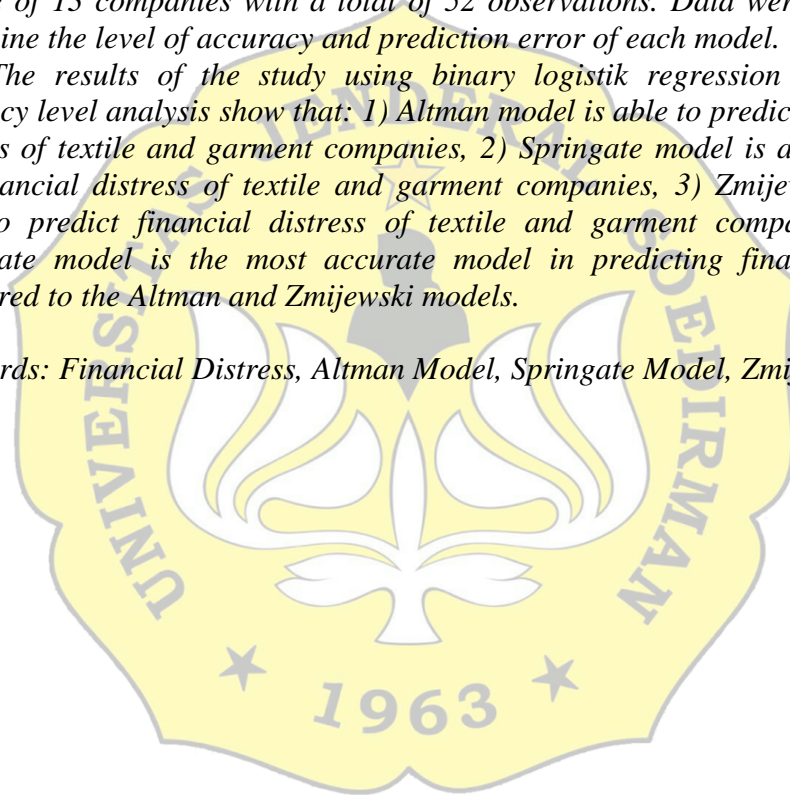 of 13 companies with a total of 52 observations. Data wer
ine the level of accuracy and prediction error of each model.
The results of the study using binary logistik regression
cy level analysis show that: 1) Altman model is able to predic
s of textile and garment companies, 2) Springate model is a
ancial distress of textile and garment companies, 3) Zmijew
o predict financial distress of textile and garment compa
ate model is the most accurate model in predicting fina
red to the Altman and Zmijewski models.
rds: Financial Distress, Altman Model, Springate Model, Zmij
UNIVERSITAS JENDERAL SOEDIRMAN
1963